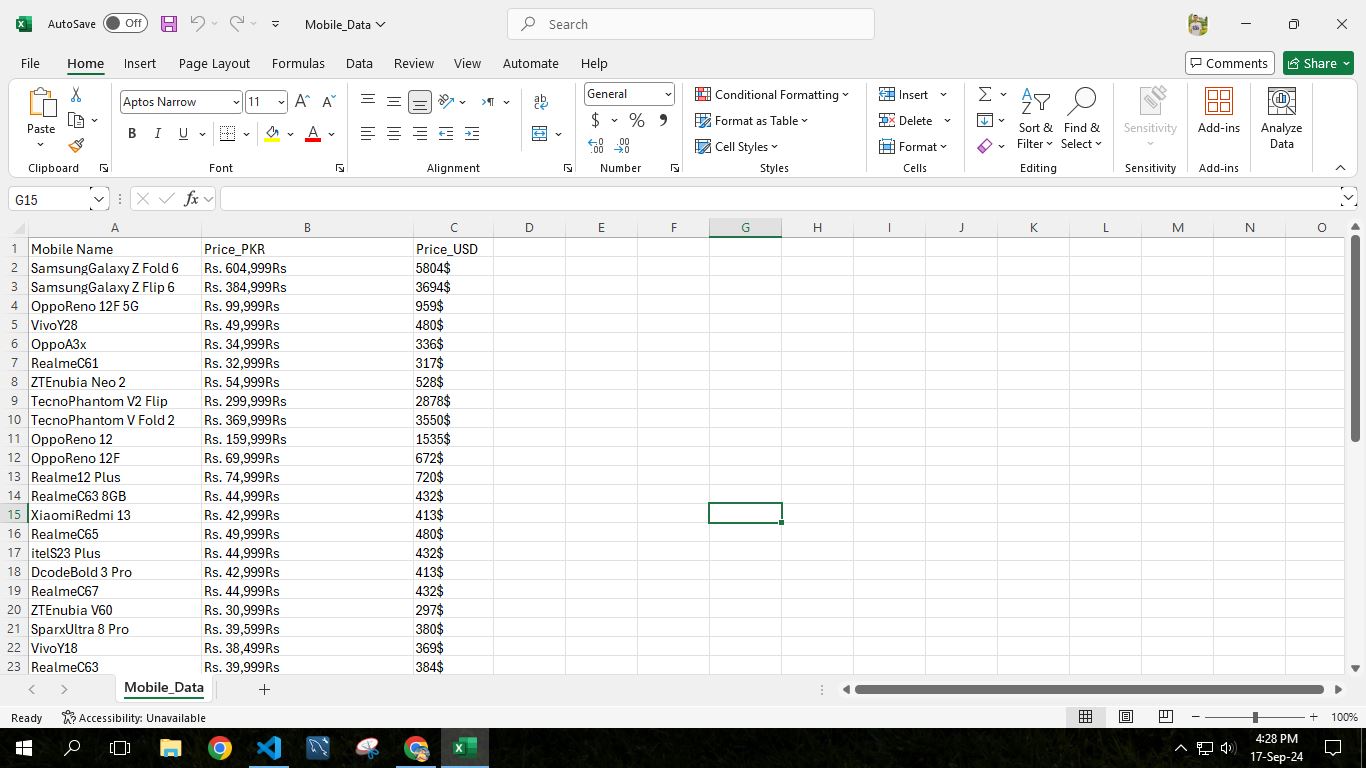 AutoSave Off Mobile_Data Search
File Home Insert Page Layout Formulas Data Review View Automate Help Comments Share
Paste Aptos Narrow 11 General Conditional Formatting Insert Sort & Filter Find & Select Sensitivity Add-ins Analyze Data
B I U A $ % Format as Table Delete
Cell Styles Format
Clipboard Font Alignment Number Styles Cells Editing Sensitivity Add-ins
G15 fx
A B C D E F G H I J K L M N O
1 Mobile Name Price_PKR Price_USD
2 SamsungGalaxy Z Fold 6 Rs. 604,999Rs 5804$
3 SamsungGalaxy Z Flip 6 Rs. 384,999Rs 3694$
4 OppoReno 12F 5G Rs. 99,999Rs 959$
5 VivoY28 Rs. 49,999Rs 480$
6 OppoA3x Rs. 34,999Rs 336$
7 RealmeC61 Rs. 32,999Rs 317$
8 ZTEnubia Neo 2 Rs. 54,999Rs 528$
9 TecnoPhantom V2 Flip Rs. 299,999Rs 2878$
10 TecnoPhantom V Fold 2 Rs. 369,999Rs 3550$
11 OppoReno 12 Rs. 159,999Rs 1535$
12 OppoReno 12F Rs. 69,999Rs 672$
13 Realme12 Plus Rs. 74,999Rs 720$
14 RealmeC63 8GB Rs. 44,999Rs 432$
15 XiaomiRedmi 13 Rs. 42,999Rs 413$
16 RealmeC65 Rs. 49,999Rs 480$
17 itelS23 Plus Rs. 44,999Rs 432$
18 DcodeBold 3 Pro Rs. 42,999Rs 413$
19 RealmeC67 Rs. 44,999Rs 432$
20 ZTEnubia V60 Rs. 30,999Rs 297$
21 SparxUltra 8 Pro Rs. 39,599Rs 380$
22 VivoY18 Rs. 38,499Rs 369$
23 RealmeC63 Rs. 39,999Rs 384$
Mobile_Data
Ready Accessibility: Unavailable 100%
4:28 PM
17-Sep-24